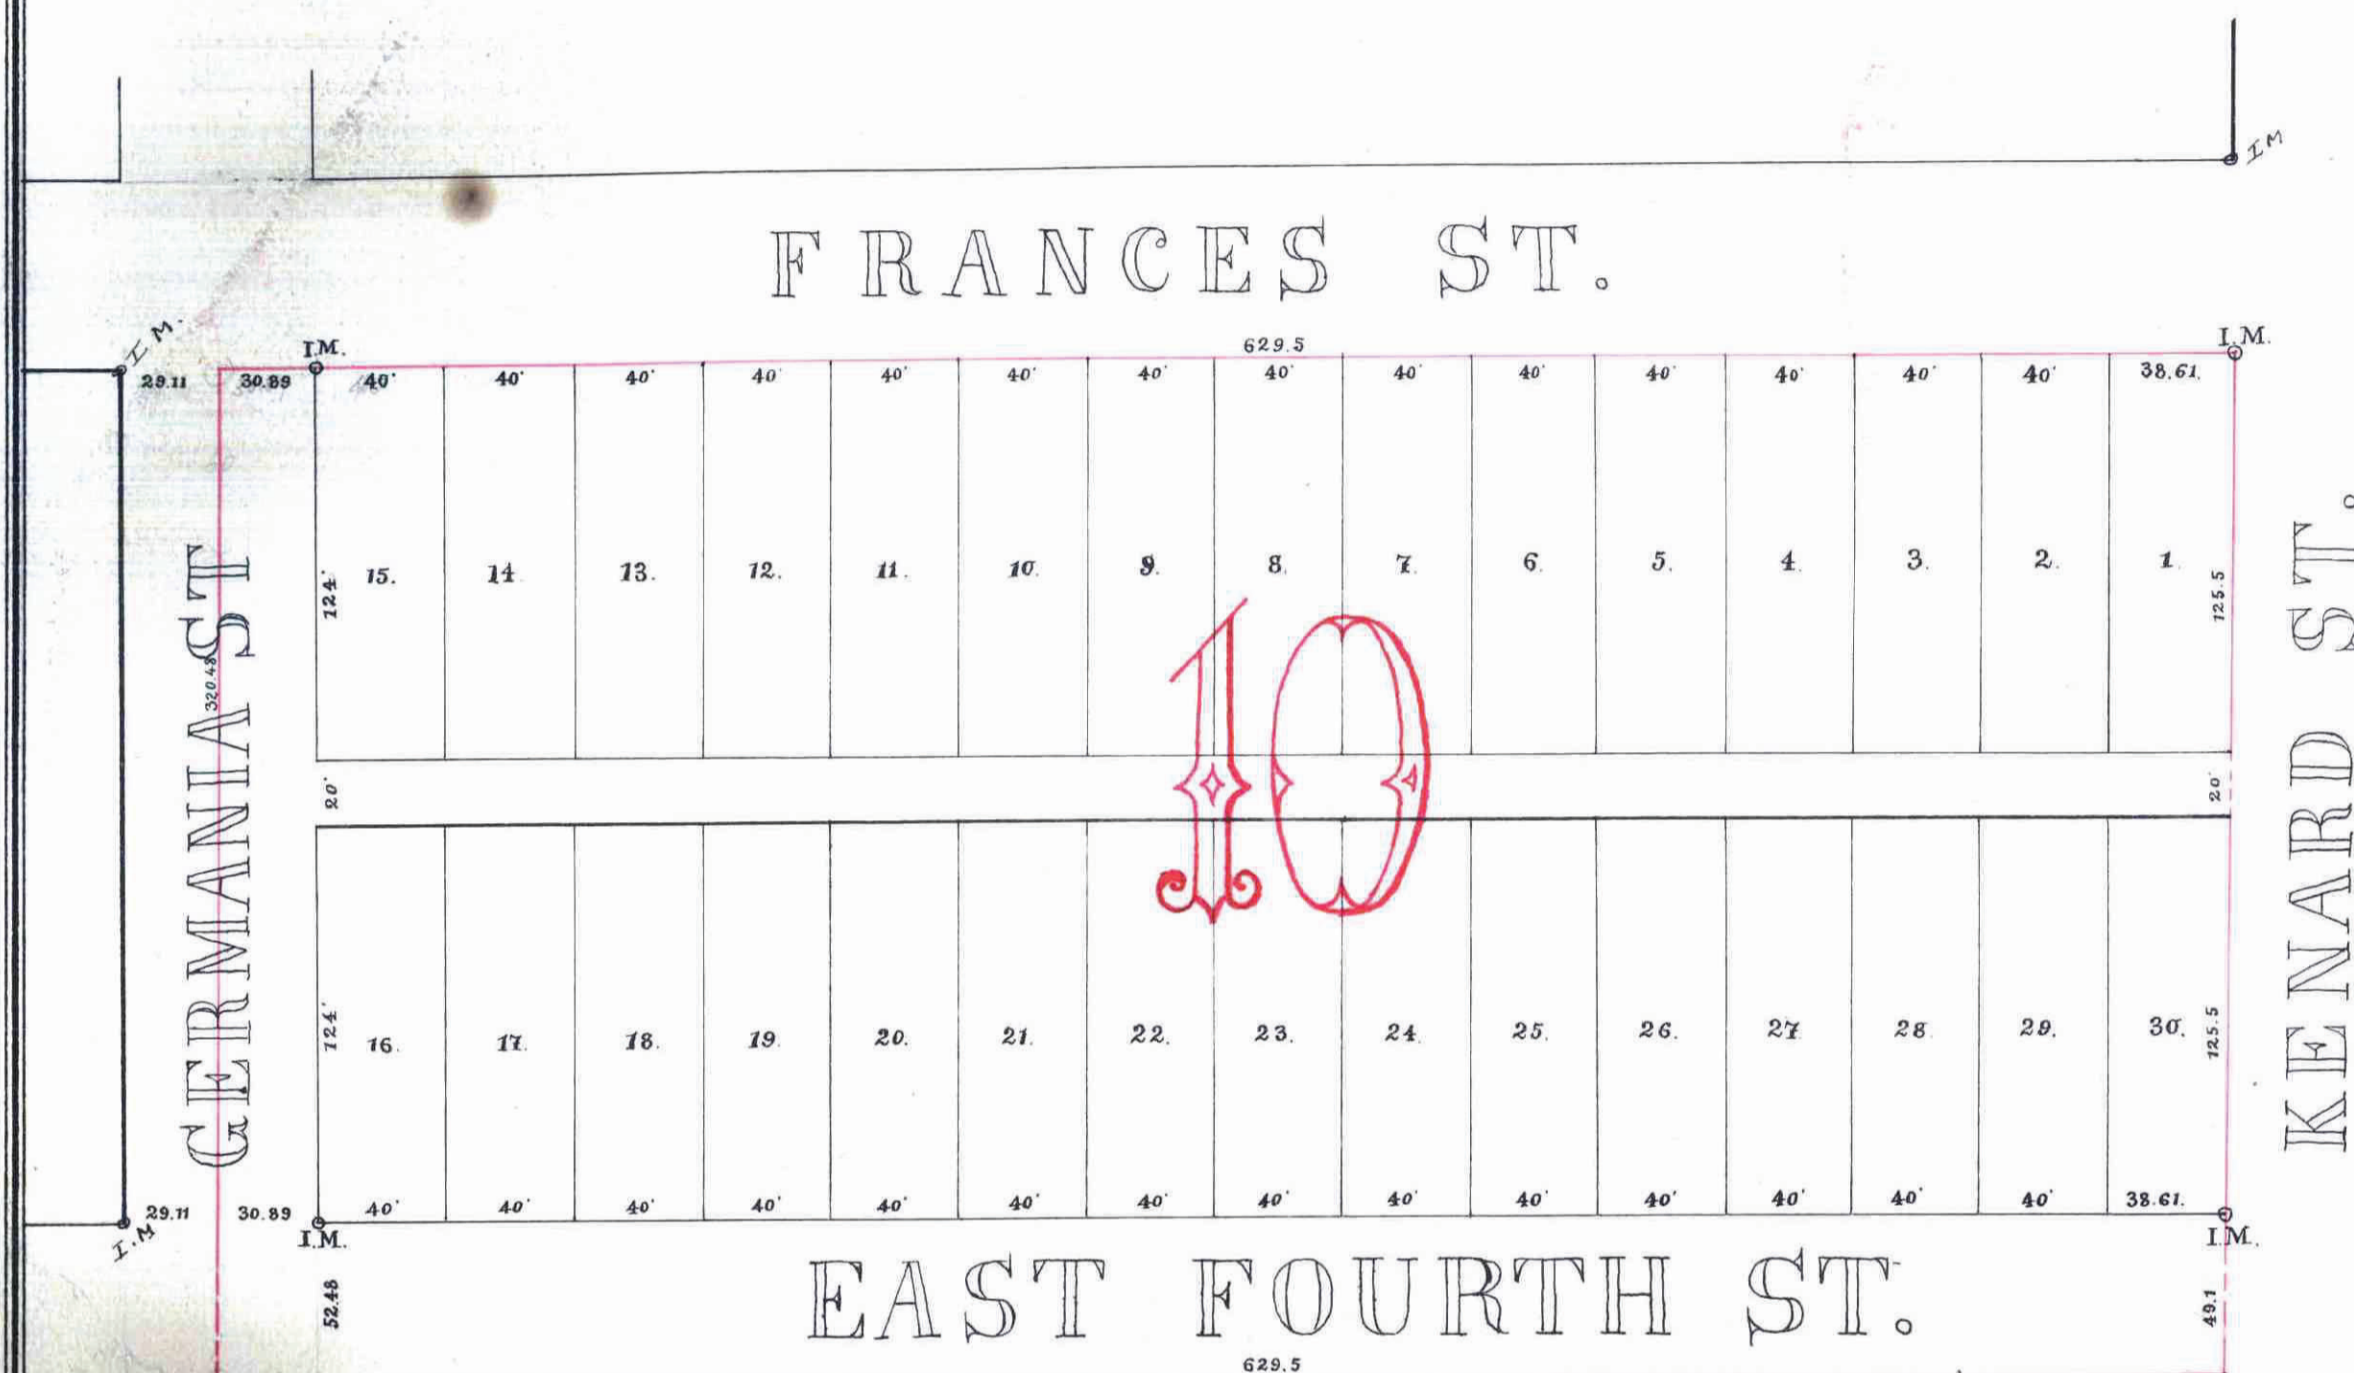 IM
FRANCES ST.
629.5
I.M.
I.M.
I.M.
29.11 30.89 40' 40' 40' 40' 40' 40' 40' 40' 40' 40' 40' 40' 40' 40' 38.61.
GERMANIA ST
320.48
KENARD ST.
124'
15. 14. 13. 12. 11. 10. 9. 8. 7. 6. 5. 4. 3. 2. 1.
125.5
10
20'
20'
124'
16. 17. 18. 19. 20. 21. 22. 23. 24. 25. 26. 27. 28. 29. 30.
125.5
29.11 30.89 40' 40' 40' 40' 40' 40' 40' 40' 40' 40' 40' 40' 40' 40' 38.61.
I.M
I.M.
I.M.
52.48
EAST FOURTH ST.
49.1
629.5